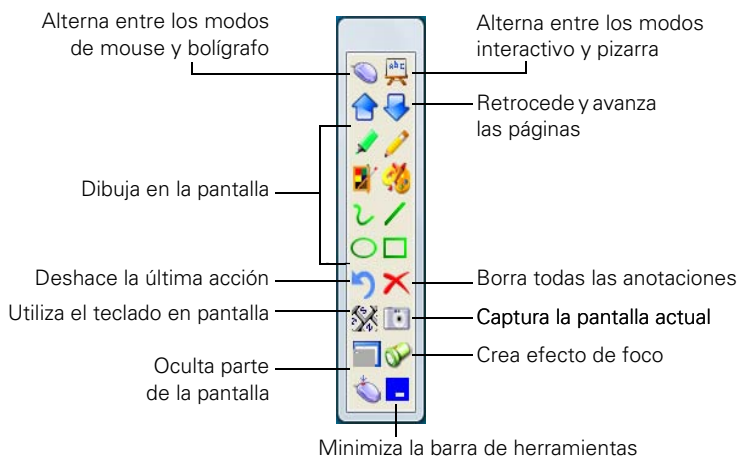 Alterna entre los modos
de mouse y bolígrafo
Alterna entre los modos
interactivo y pizarra
abc
Retrocede y avanza
las páginas
Dibuja en la pantalla
Deshace la última acción
Borra todas las anotaciones
Utiliza el teclado en pantalla
Captura la pantalla actual
Crea efecto de foco
Oculta parte
de la pantalla
Minimiza la barra de herramientas